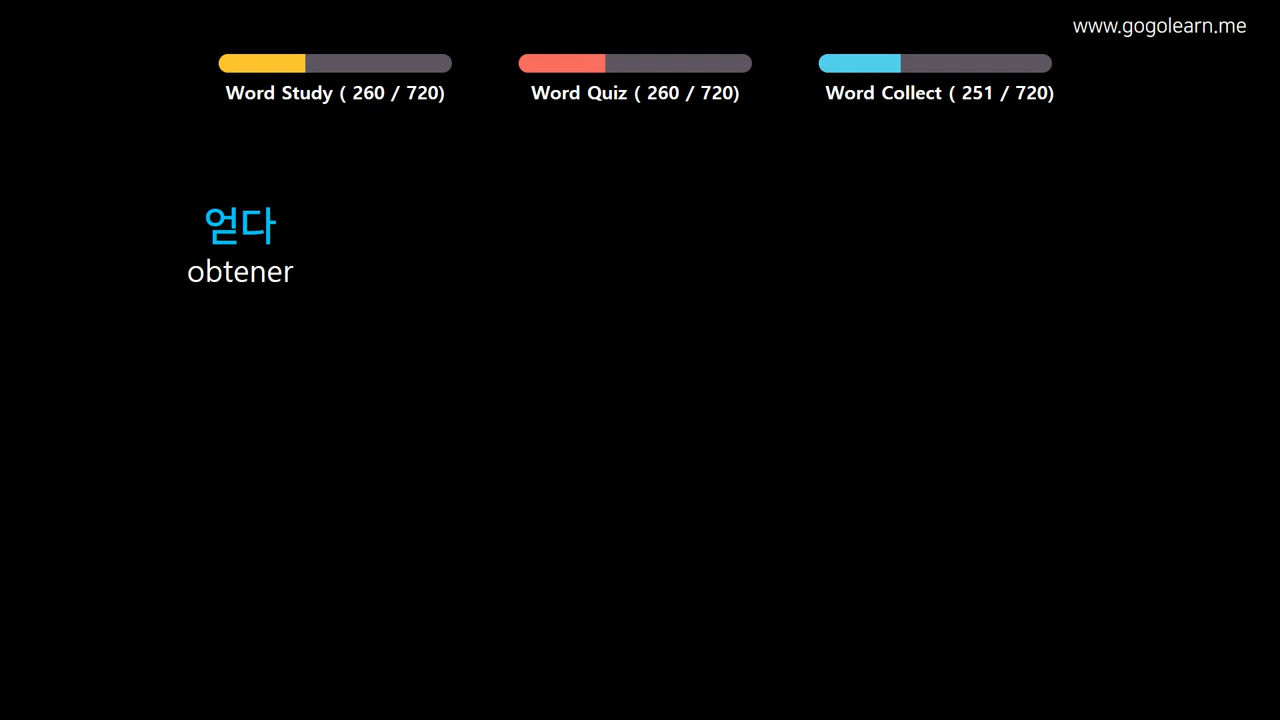 www.gogolearn.me
Word Study ( 260 / 720)
Word Quiz ( 260 / 720)
Word Collect ( 251 / 720)
얻다
obtener